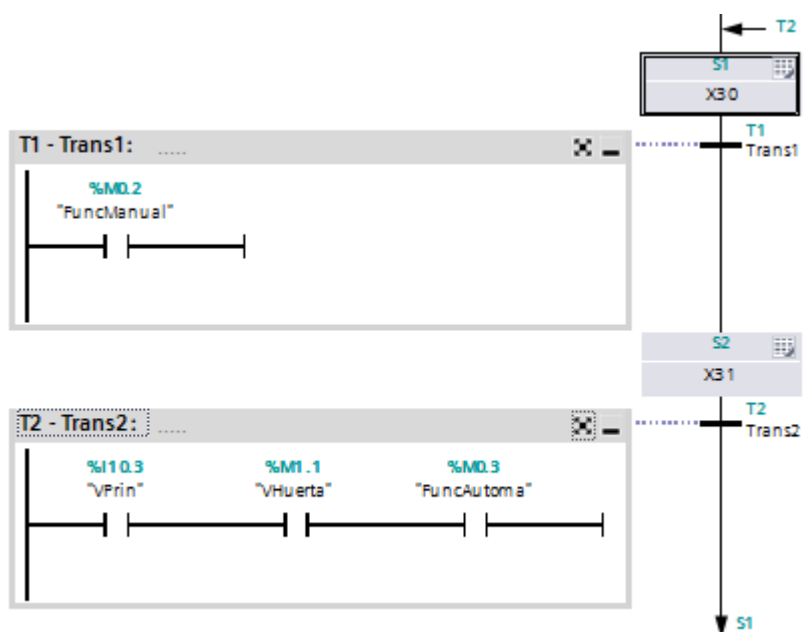 T2
S1
X30
T1 - Trans1: .....
T1
Trans1
%M0.2
"FuncManual"
S2
X31
T2 - Trans2: .....
T2
Trans2
%I10.3 %M1.1 %M0.3
"VPrin" "VHuerta" "FuncAutoma"
S1